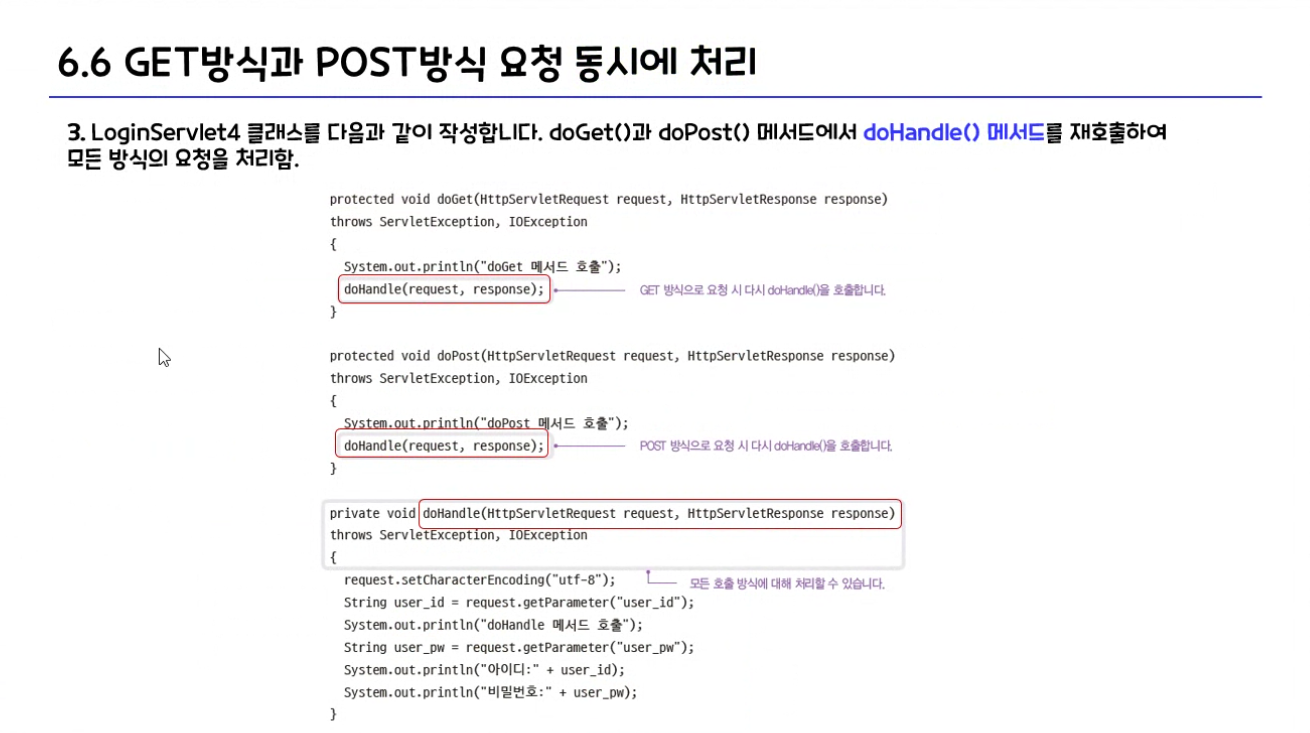 6.6 GET방식과 POST방식 요청 동시에 처리
3. LoginServlet4 클래스를 다음과 같이 작성합니다. doGet()과 doPost() 메서드에서 doHandle() 메서드를 재호출하여
모든 방식의 요청을 처리함.
protected void doGet(HttpServletRequest request, HttpServletResponse response)
throws ServletException, IOException
{
System.out.println("doGet 메서드 호출");
doHandle(request, response); GET 방식으로 요청 시 다시 doHandle()을 호출합니다.
}
protected void doPost(HttpServletRequest request, HttpServletResponse response)
throws ServletException, IOException
{
System.out.println("doPost 메서드 호출");
doHandle(request, response); POST 방식으로 요청 시 다시 doHandle()을 호출합니다.
}
private void doHandle(HttpServletRequest request, HttpServletResponse response)
throws ServletException, IOException
{
request.setCharacterEncoding("utf-8"); 모든 호출 방식에 대해 처리할 수 있습니다.
String user_id = request.getParameter("user_id");
System.out.println("doHandle 메서드 호출");
String user_pw = request.getParameter("user_pw");
System.out.println("아이디:" + user_id);
System.out.println("비밀번호:" + user_pw);
}